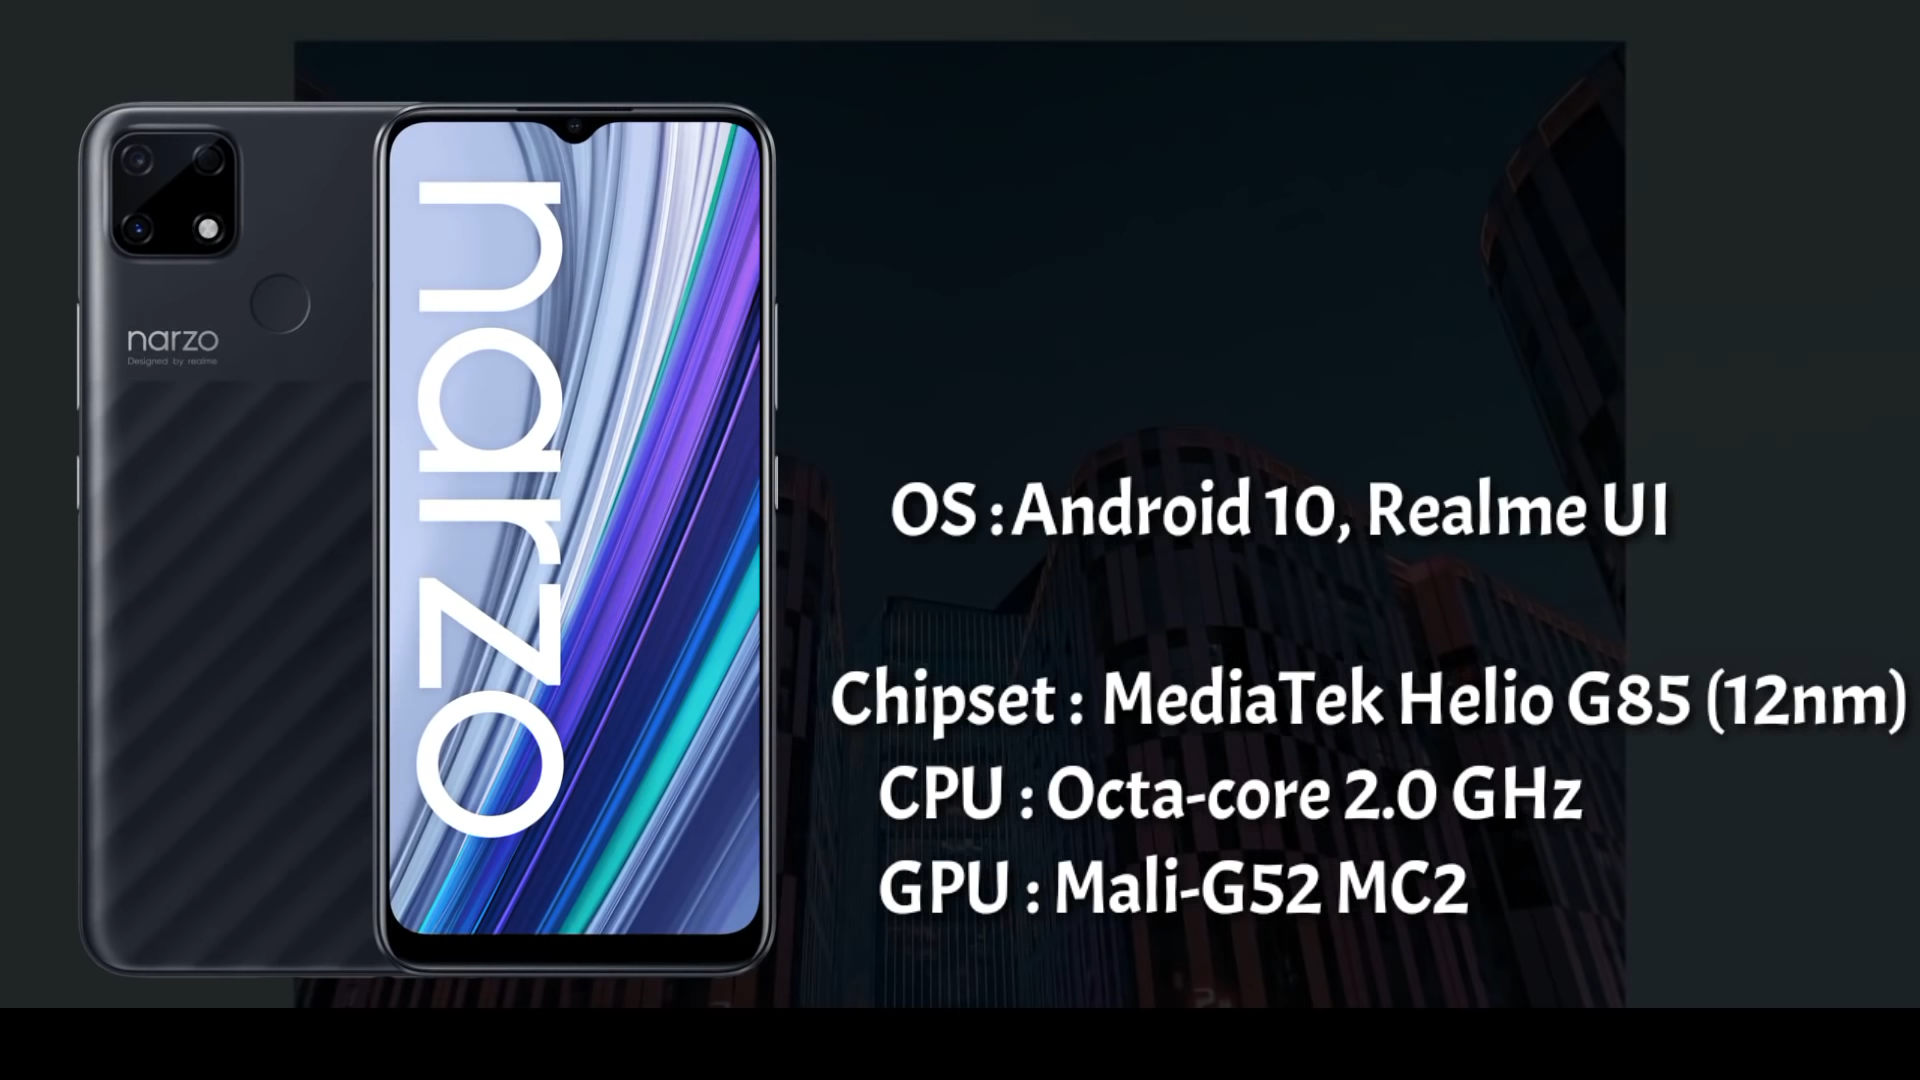 narzo
Designed by realme
narzo
OS : Android 10, Realme UI
Chipset : MediaTek Helio G85 (12nm)
CPU : Octa-core 2.0 GHz
GPU : Mali-G52 MC2